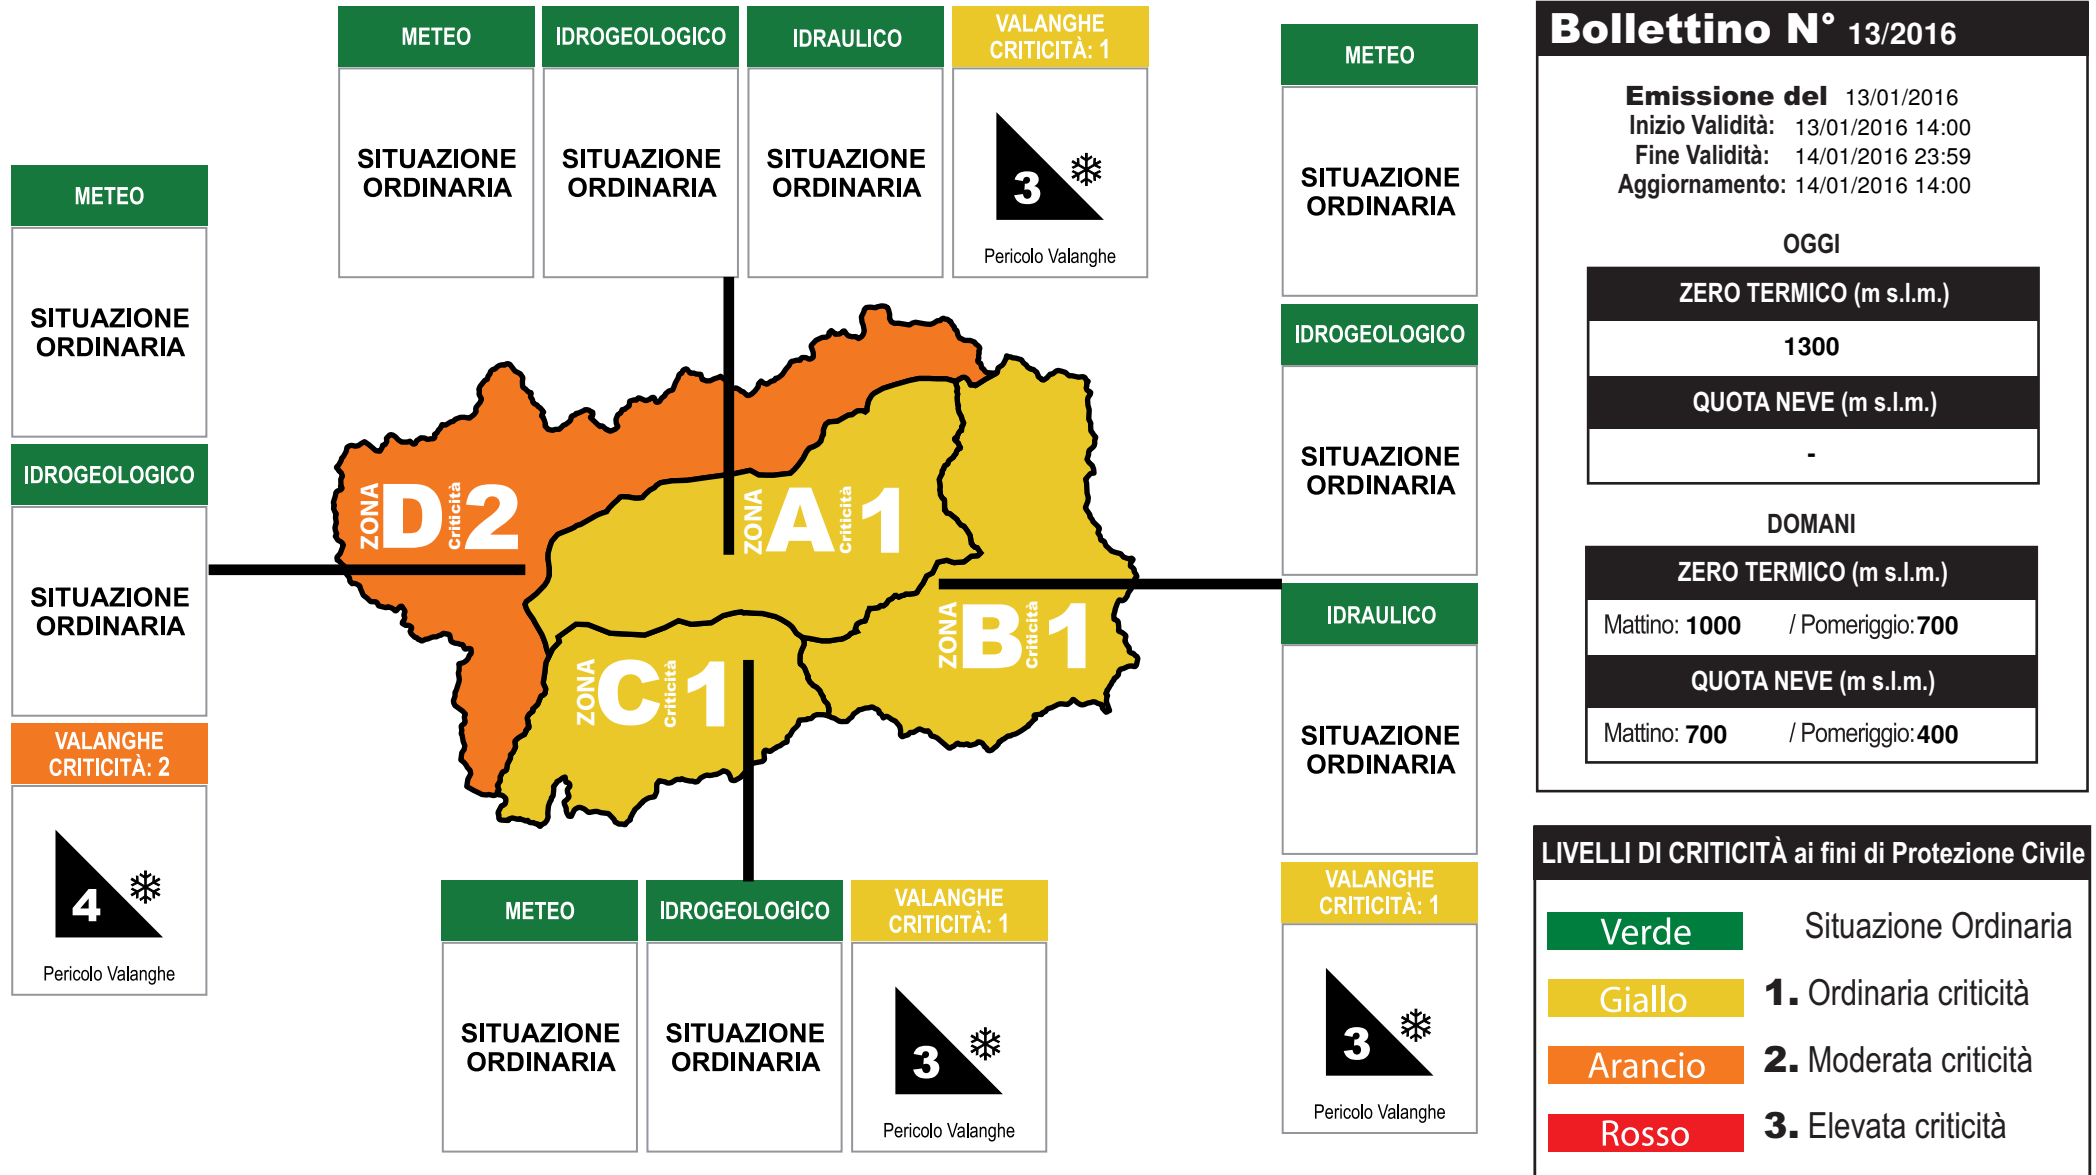 METEO
SITUAZIONE
ORDINARIA
IDROGEOLOGICO
SITUAZIONE
ORDINARIA
VALANGHE
CRITICITÀ: 2
4
Pericolo Valanghe
METEO
SITUAZIONE
ORDINARIA
IDROGEOLOGICO
SITUAZIONE
ORDINARIA
IDRAULICO
SITUAZIONE
ORDINARIA
VALANGHE
CRITICITÀ: 1
3
Pericolo Valanghe
ZONA D Criticità 2
ZONA A Criticità 1
ZONA B Criticità 1
ZONA C Criticità 1
METEO
SITUAZIONE
ORDINARIA
IDROGEOLOGICO
SITUAZIONE
ORDINARIA
VALANGHE
CRITICITÀ: 1
3
Pericolo Valanghe
METEO
SITUAZIONE
ORDINARIA
IDROGEOLOGICO
SITUAZIONE
ORDINARIA
IDRAULICO
SITUAZIONE
ORDINARIA
VALANGHE
CRITICITÀ: 1
3
Pericolo Valanghe
Bollettino N° 13/2016
Emissione del 13/01/2016
Inizio Validità: 13/01/2016 14:00
Fine Validità: 14/01/2016 23:59
Aggiornamento: 14/01/2016 14:00
OGGI
ZERO TERMICO (m s.l.m.)
1300
QUOTA NEVE (m s.l.m.)
-
DOMANI
ZERO TERMICO (m s.l.m.)
Mattino: 1000 / Pomeriggio: 700
QUOTA NEVE (m s.l.m.)
Mattino: 700 / Pomeriggio: 400
LIVELLI DI CRITICITÀ ai fini di Protezione Civile
Verde Situazione Ordinaria
Giallo 1. Ordinaria criticità
Arancio 2. Moderata criticità
Rosso 3. Elevata criticità